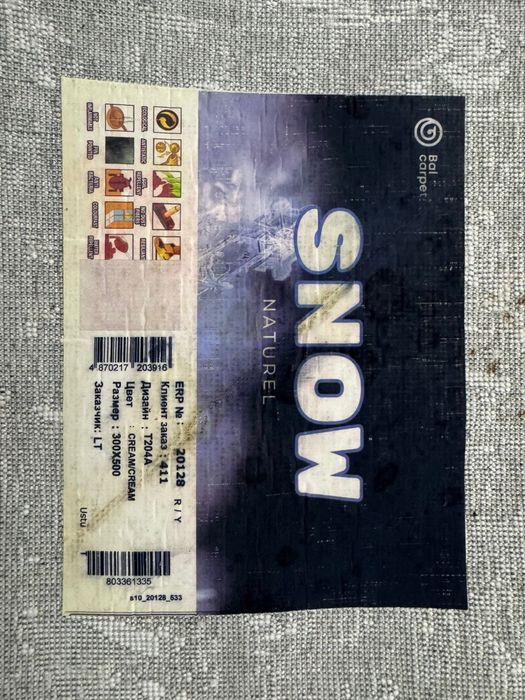 Bal
carpet
SNOW
NATUREL
ERP № : 20128 R / Y
Клиент заказ : 411
Дизайн : T204A
Цвет : CREAM/CREAM
Размер : 300X500
Заказчик: LT
Ustu
4 870217 203916
803361335
s10_20128_533